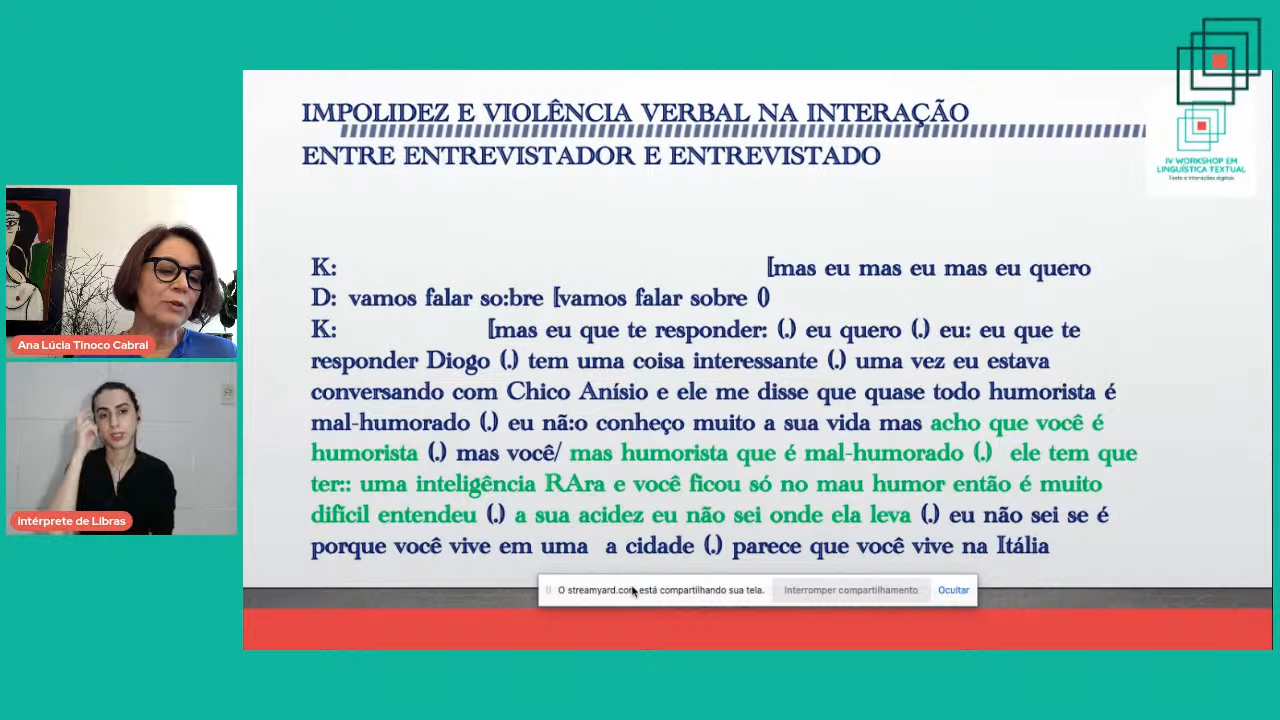 IMPOLIDEZ E VIOLÊNCIA VERBAL NA INTERAÇÃO
ENTRE ENTREVISTADOR E ENTREVISTADO
IV WORKSHOP EM
LINGUÍSTICA TEXTUAL
Texto e interações digitais
K: [mas eu mas eu mas eu quero
D: vamos falar so:bre [vamos falar sobre ()
K: [mas eu que te responder: (.) eu quero (.) eu: eu que te
responder Diogo (.) tem uma coisa interessante (.) uma vez eu estava
conversando com Chico Anísio e ele me disse que quase todo humorista é
mal-humorado (.) eu nã:o conheço muito a sua vida mas acho que você é
humorista (.) mas você/ mas humorista que é mal-humorado (.) ele tem que
ter:: uma inteligência RAra e você ficou só no mau humor então é muito
difícil entendeu (.) a sua acidez eu não sei onde ela leva (.) eu não sei se é
porque você vive em uma a cidade (.) parece que você vive na Itália
O streamyard.com está compartilhando sua tela.
Interromper compartilhamento
Ocultar
Ana Lúcia Tinoco Cabral
Intérprete de Libras